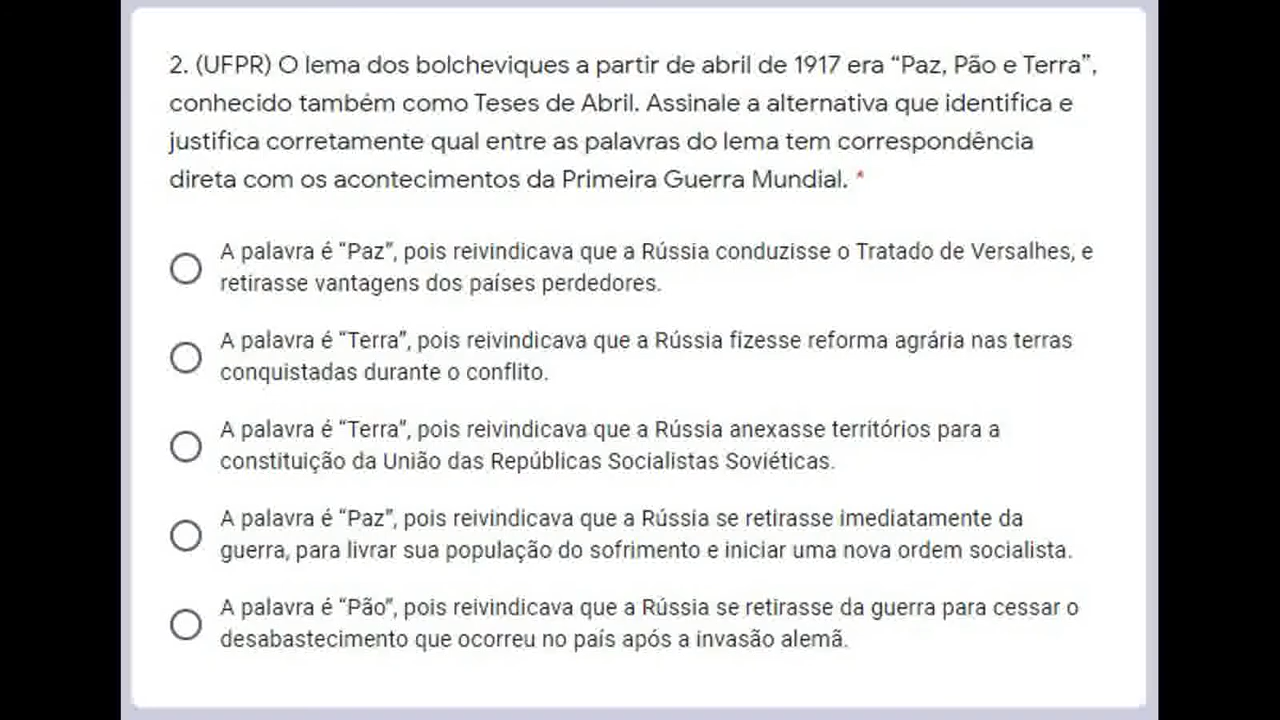 2. (UFPR) O lema dos bolcheviques a partir de abril de 1917 era “Paz, Pão e Terra”,
conhecido também como Teses de Abril. Assinale a alternativa que identifica e
justifica corretamente qual entre as palavras do lema tem correspondência
direta com os acontecimentos da Primeira Guerra Mundial. *
A palavra é “Paz”, pois reivindicava que a Rússia conduzisse o Tratado de Versalhes, e
retirasse vantagens dos países perdedores.
A palavra é “Terra”, pois reivindicava que a Rússia fizesse reforma agrária nas terras
conquistadas durante o conflito.
A palavra é “Terra”, pois reivindicava que a Rússia anexasse territórios para a
constituição da União das Repúblicas Socialistas Soviéticas.
A palavra é “Paz”, pois reivindicava que a Rússia se retirasse imediatamente da
guerra, para livrar sua população do sofrimento e iniciar uma nova ordem socialista.
A palavra é “Pão”, pois reivindicava que a Rússia se retirasse da guerra para cessar o
desabastecimento que ocorreu no país após a invasão alemã.